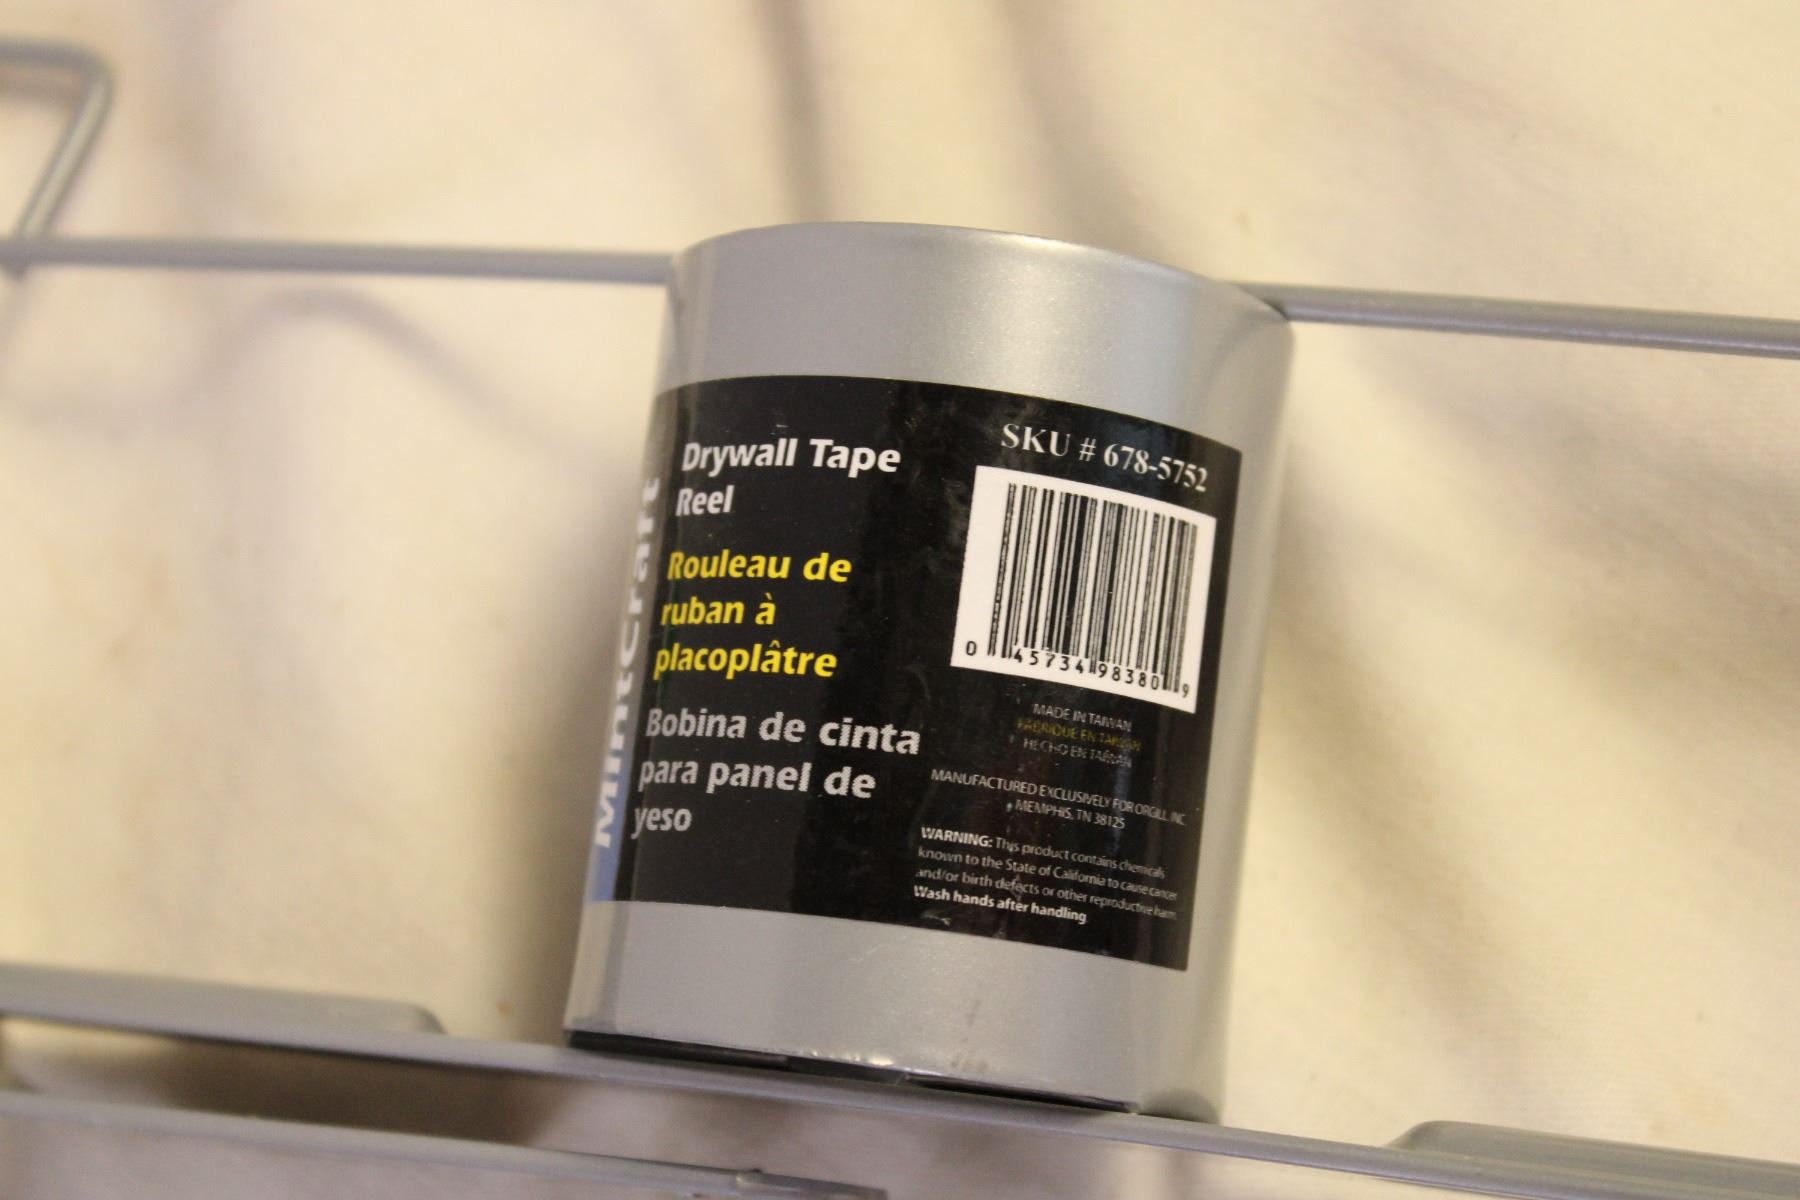 MintCraft
Drywall Tape
Reel
Rouleau de
ruban à
placoplâtre
Bobina de cinta
para panel de
yeso
SKU # 678-5752
0 45734 98380 9
MADE IN TAIWAN
FABRIQUE EN TAIWAN
HECHO EN TAIWAN
MANUFACTURED EXCLUSIVELY FOR ORGILL INC.
MEMPHIS, TN 38125
WARNING: This product contains chemicals
known to the State of California to cause cancer
and/or birth defects or other reproductive harm
Wash hands after handling